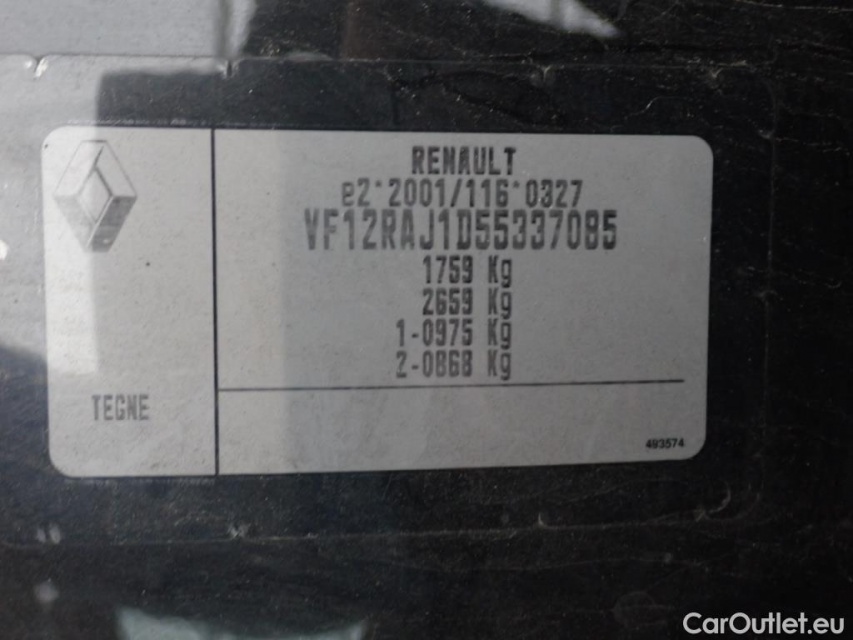 RENAULT
e2*2001/116*0327
VF12RAJ1D55337085
1759 Kg
2659 Kg
1-0975 Kg
2-0868 Kg
TEGNE
493574
CarOutlet.eu